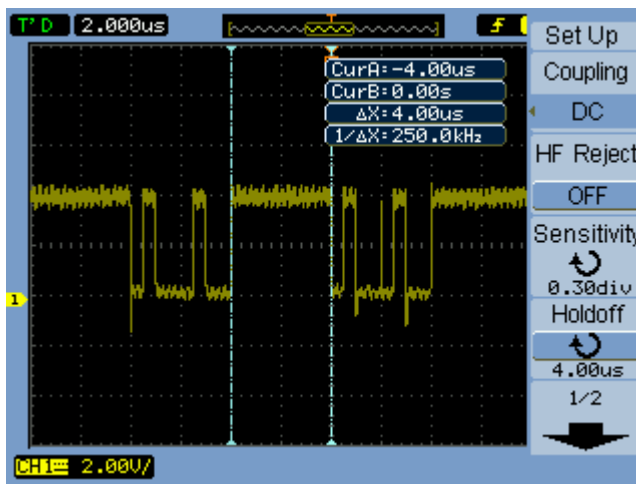 T'D 2.000us
Set Up
CurA:-4.00us
CurB:0.00s
ΔX:4.00us
1/ΔX:250.0kHz
Coupling
DC
HF Reject
OFF
Sensitivity
0.30div
Holdoff
4.00us
1/2
1
CH1 2.00V/